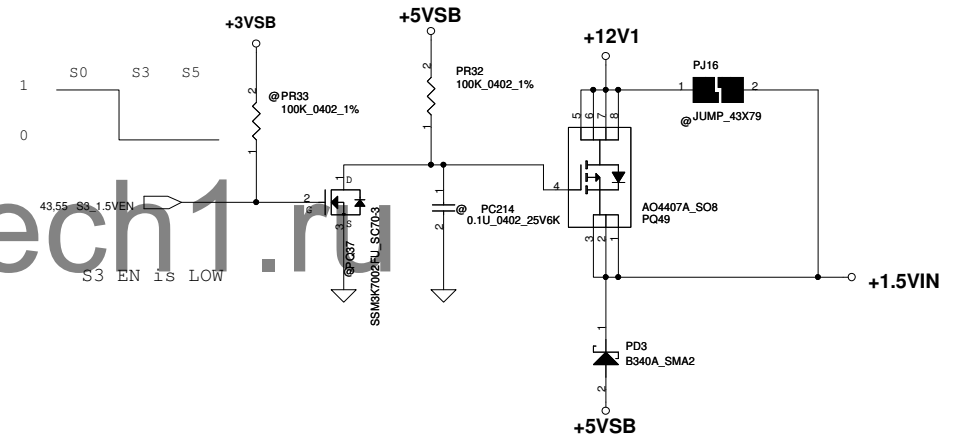 +3VSB
+5VSB
+12V1
S0 S3 S5
1
0
@ PR33
100K_0402_1%
2
1
PR32
100K_0402_1%
2
1
PJ16
1 2
@ JUMP_43X79
5 6 7 8
4
3 2 1
AO4407A_SO8
PQ49
43,55 S3_1.5VEN
2
G
1
D
3
S
@PQ37
SSM3K7002FU_SC70-3
1
2
@
PC214
0.1U_0402_25V6K
ech1.ru
S3 EN is LOW
+1.5VIN
1
PD3
B340A_SMA2
2
+5VSB